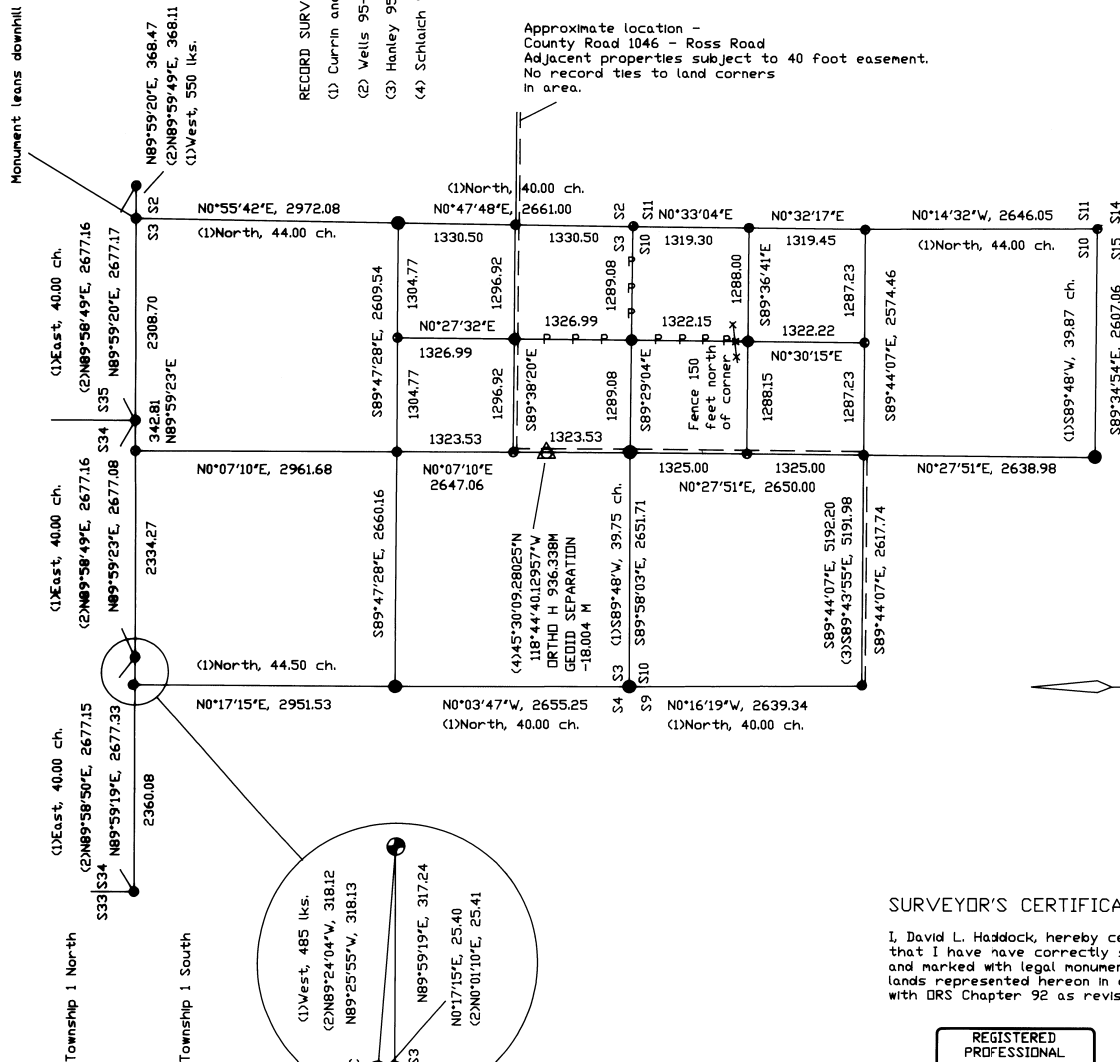 Monument leans downhill
N89°59'20"E, 368.47
(2)N89°59'49"E, 368.11
(1)West, 550 lks.
RECORD SURV
(1) Currin and
(2) Wells 95-
(3) Hanley 95
(4) Schlaich
Approximate location -
County Road 1046 - Ross Road
Adjacent properties subject to 40 foot easement.
No record ties to land corners
in area.
S2
S3
N0°55'42"E, 2972.08
(1)North, 44.00 ch.
(1)North, 40.00 ch.
N0°47'48"E, 2661.00
1330.50
1330.50
S2
S11
S3
S10
N0°33'04"E
1319.30
N0°32'17"E
1319.45
N0°14'32"W, 2646.05
(1)North, 44.00 ch.
S11
S14
S10
S15
(1)East, 40.00 ch.
(2)N89°58'49"E, 2677.16
N89°59'20"E, 2677.17
2308.70
S89°47'28"E, 2609.54
1304.77
1296.92
1289.08
P
P
P
1288.00
S89°36'41"E
1287.23
S89°44'07"E, 2574.46
(1)S89°48'W, 39.87 ch.
S89°34'54"E, 2607.06
N0°27'32"E
1326.99
1326.99
P P P
1322.15
P P P P
1322.22
N0°30'15"E
S35
S34
342.81
N89°59'23"E
1304.77
1296.92
S89°38'20"E
1289.08
S89°29'04"E
Fence 150
feet north
of corner
1288.15
1287.23
1323.53
1323.53
N0°07'10"E, 2961.68
N0°07'10"E
2647.06
1325.00
1325.00
N0°27'51"E, 2650.00
N0°27'51"E, 2638.98
(1)East, 40.00 ch.
(2)N89°58'49"E, 2677.16
N89°59'23"E, 2677.08
2334.27
S89°47'28"E, 2660.16
(4)45°30'09.28025"N
118°44'40.12957"W
ORTHO H 936.338M
GEOID SEPARATION
-18.004 M
(1)S89°48'W, 39.75 ch.
S89°58'03"E, 2651.71
S89°44'07"E, 5192.20
(3)S89°43'55"E, 5191.98
S89°44'07"E, 2617.74
(1)North, 44.50 ch.
N0°17'15"E, 2951.53
S3
S10
S4
S9
N0°03'47"W, 2655.25
(1)North, 40.00 ch.
N0°16'19"W, 2639.34
(1)North, 40.00 ch.
(1)East, 40.00 ch.
(2)N89°58'50"E, 2677.15
N89°59'19"E, 2677.33
2360.08
S34
S33
Township 1 North
Township 1 South
(1)West, 485 lks.
(2)N89°24'04"W, 318.12
N89°25'55"W, 318.13
N89°59'19"E, 317.24
N0°17'15"E, 25.40
(2)N0°01'10"E, 25.41
S3
SURVEYOR'S CERTIFICA
I, David L. Haddock, hereby ce
that I have have correctly s
and marked with legal monumen
lands represented hereon in a
with ORS Chapter 92 as revis
REGISTERED
PROFESSIONAL